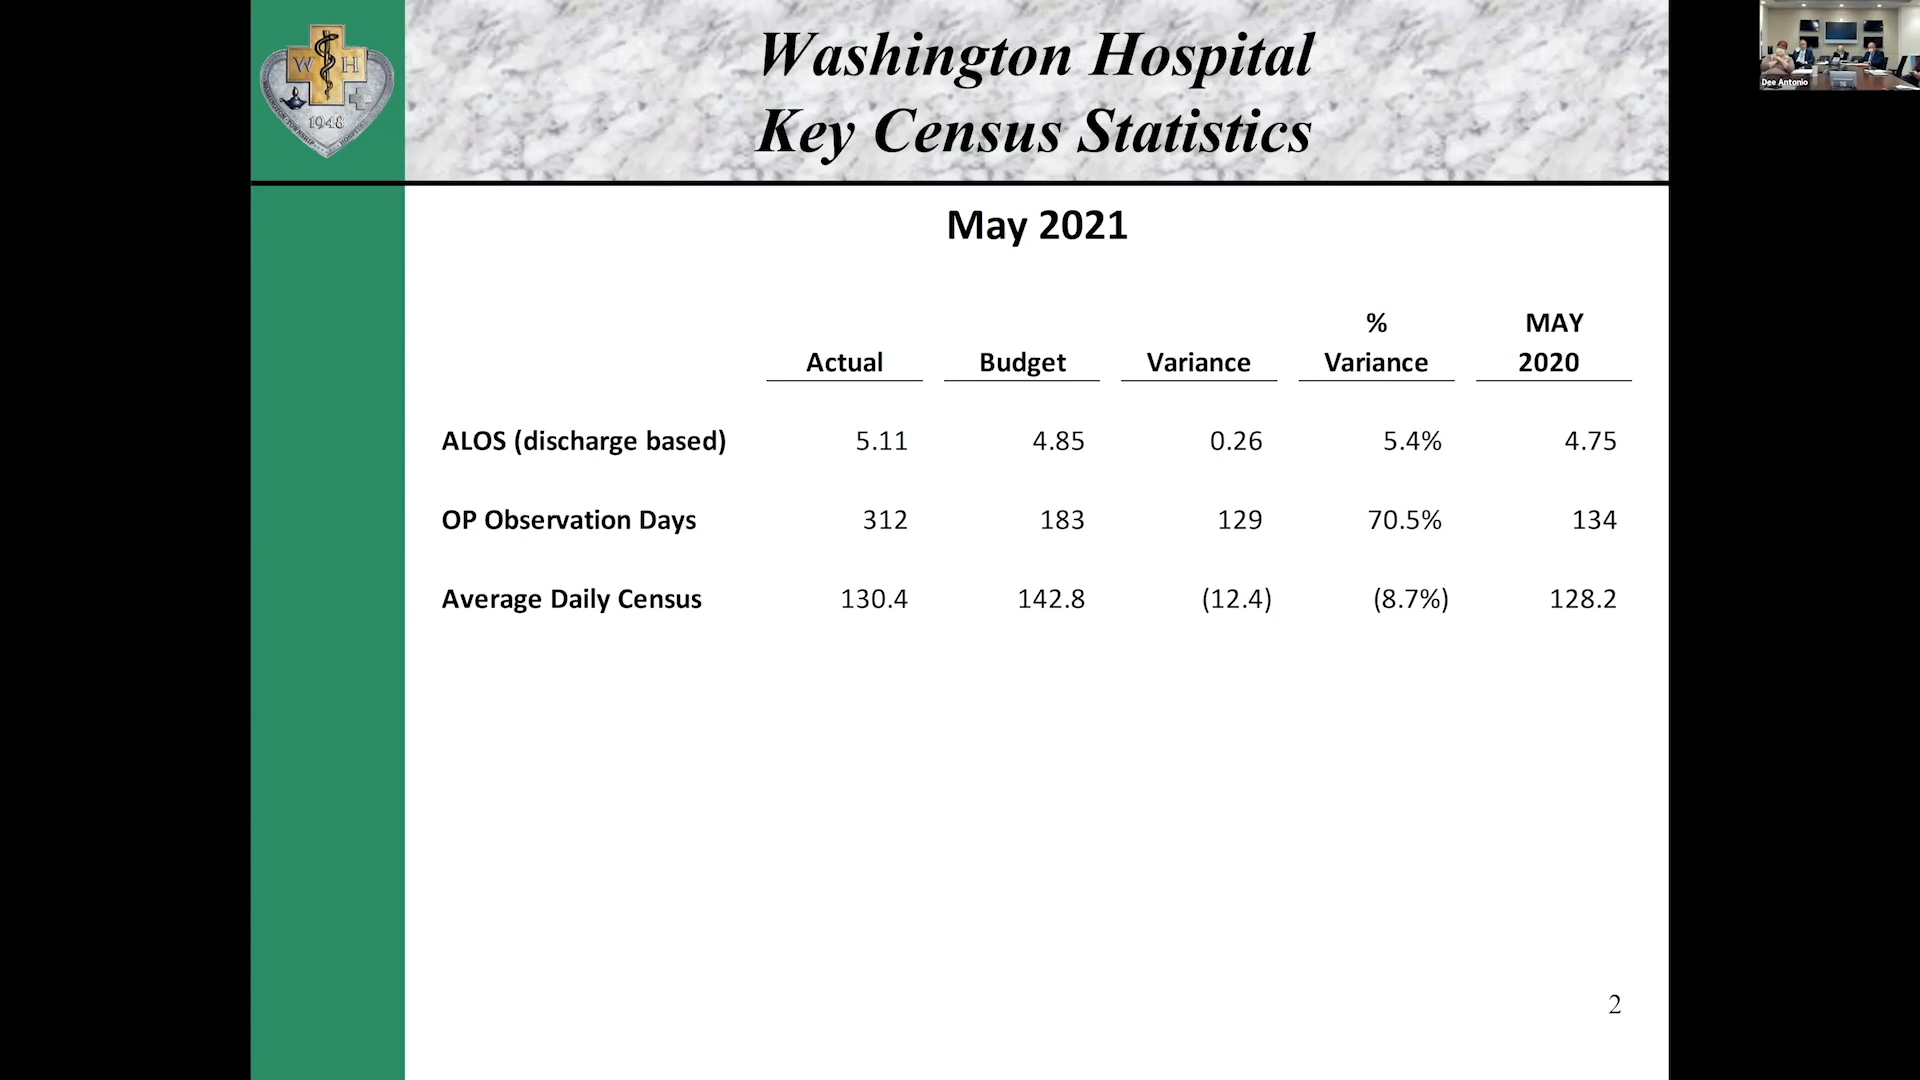 W H
1948
Washington Hospital
Key Census Statistics
Dee Antonio
May 2021
% MAY
Actual Budget Variance Variance 2020
ALOS (discharge based) 5.11 4.85 0.26 5.4% 4.75
OP Observation Days 312 183 129 70.5% 134
Average Daily Census 130.4 142.8 (12.4) (8.7%) 128.2
2